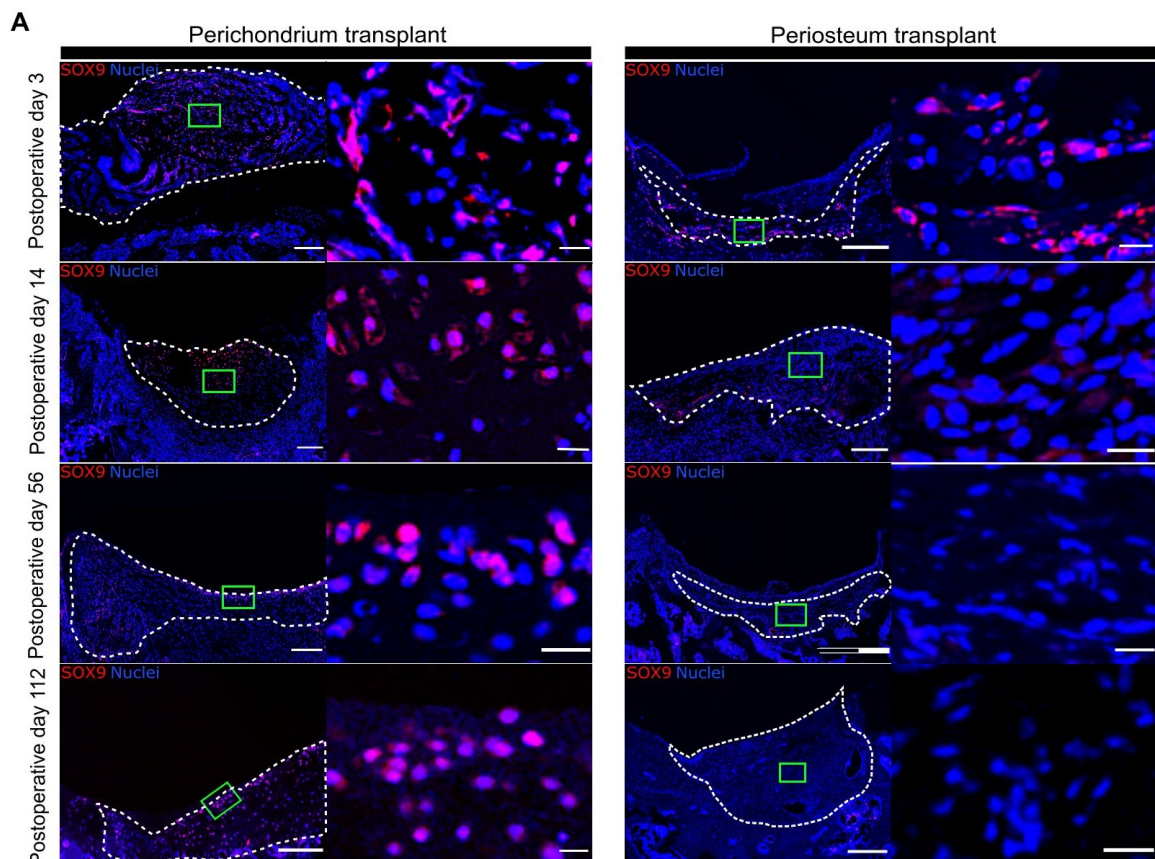 A
Perichondrium transplant
Periosteum transplant
Postoperative day 3
SOX9 Nuclei
SOX9 Nuclei
Postoperative day 14
SOX9 Nuclei
SOX9 Nuclei
Postoperative day 56
SOX9 Nuclei
SOX9 Nuclei
Postoperative day 112
SOX9 Nuclei
SOX9 Nuclei